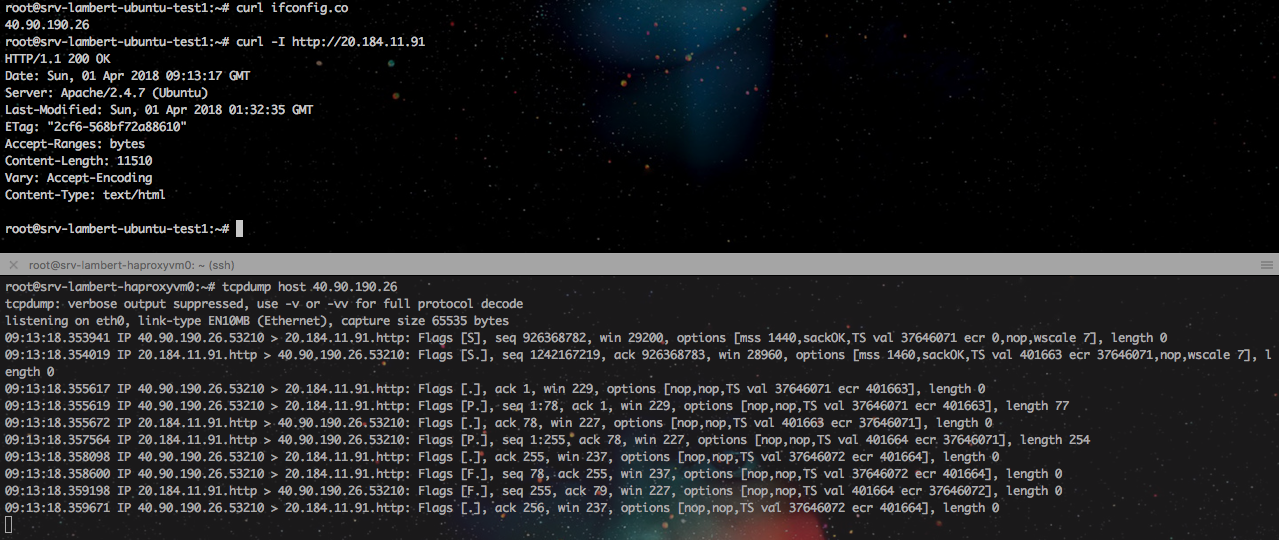 root@srv-lambert-ubuntu-test1:~# curl ifconfig.co
40.90.190.26
root@srv-lambert-ubuntu-test1:~# curl -I http://20.184.11.91
HTTP/1.1 200 OK
Date: Sun, 01 Apr 2018 09:13:17 GMT
Server: Apache/2.4.7 (Ubuntu)
Last-Modified: Sun, 01 Apr 2018 01:32:35 GMT
ETag: "2cf6-568bf72a88610"
Accept-Ranges: bytes
Content-Length: 11510
Vary: Accept-Encoding
Content-Type: text/html
root@srv-lambert-ubuntu-test1:~#
root@srv-lambert-haproxyvm0: ~ (ssh)
root@srv-lambert-haproxyvm0:~# tcpdump host 40.90.190.26
tcpdump: verbose output suppressed, use -v or -vv for full protocol decode
listening on eth0, link-type EN10MB (Ethernet), capture size 65535 bytes
09:13:18.353941 IP 40.90.190.26.53210 > 20.184.11.91.http: Flags [S], seq 926368782, win 29200, options [mss 1440,sackOK,TS val 37646071 ecr 0,nop,wscale 7], length 0
09:13:18.354019 IP 20.184.11.91.http > 40.90.190.26.53210: Flags [S.], seq 1242167219, ack 926368783, win 28960, options [mss 1460,sackOK,TS val 401663 ecr 37646071,nop,wscale 7], l
ength 0
09:13:18.355617 IP 40.90.190.26.53210 > 20.184.11.91.http: Flags [.], ack 1, win 229, options [nop,nop,TS val 37646071 ecr 401663], length 0
09:13:18.355619 IP 40.90.190.26.53210 > 20.184.11.91.http: Flags [P.], seq 1:78, ack 1, win 229, options [nop,nop,TS val 37646071 ecr 401663], length 77
09:13:18.355672 IP 20.184.11.91.http > 40.90.190.26.53210: Flags [.], ack 78, win 227, options [nop,nop,TS val 401663 ecr 37646071], length 0
09:13:18.357564 IP 20.184.11.91.http > 40.90.190.26.53210: Flags [P.], seq 1:255, ack 78, win 227, options [nop,nop,TS val 401664 ecr 37646071], length 254
09:13:18.358098 IP 40.90.190.26.53210 > 20.184.11.91.http: Flags [.], ack 255, win 237, options [nop,nop,TS val 37646072 ecr 401664], length 0
09:13:18.358600 IP 40.90.190.26.53210 > 20.184.11.91.http: Flags [F.], seq 78, ack 255, win 237, options [nop,nop,TS val 37646072 ecr 401664], length 0
09:13:18.359198 IP 20.184.11.91.http > 40.90.190.26.53210: Flags [F.], seq 255, ack 79, win 227, options [nop,nop,TS val 401664 ecr 37646072], length 0
09:13:18.359671 IP 40.90.190.26.53210 > 20.184.11.91.http: Flags [.], ack 256, win 237, options [nop,nop,TS val 37646072 ecr 401664], length 0